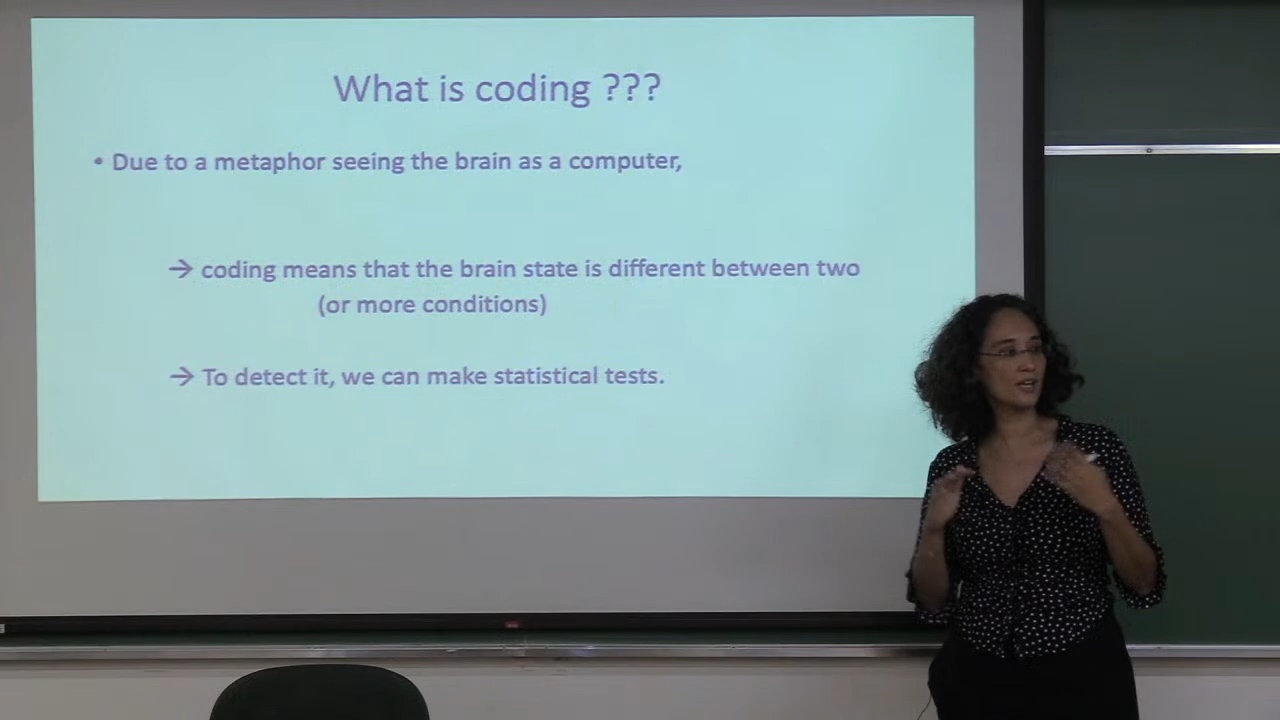 What is coding ???
• Due to a metaphor seeing the brain as a computer,
→ coding means that the brain state is different between two
(or more conditions)
→ To detect it, we can make statistical tests.